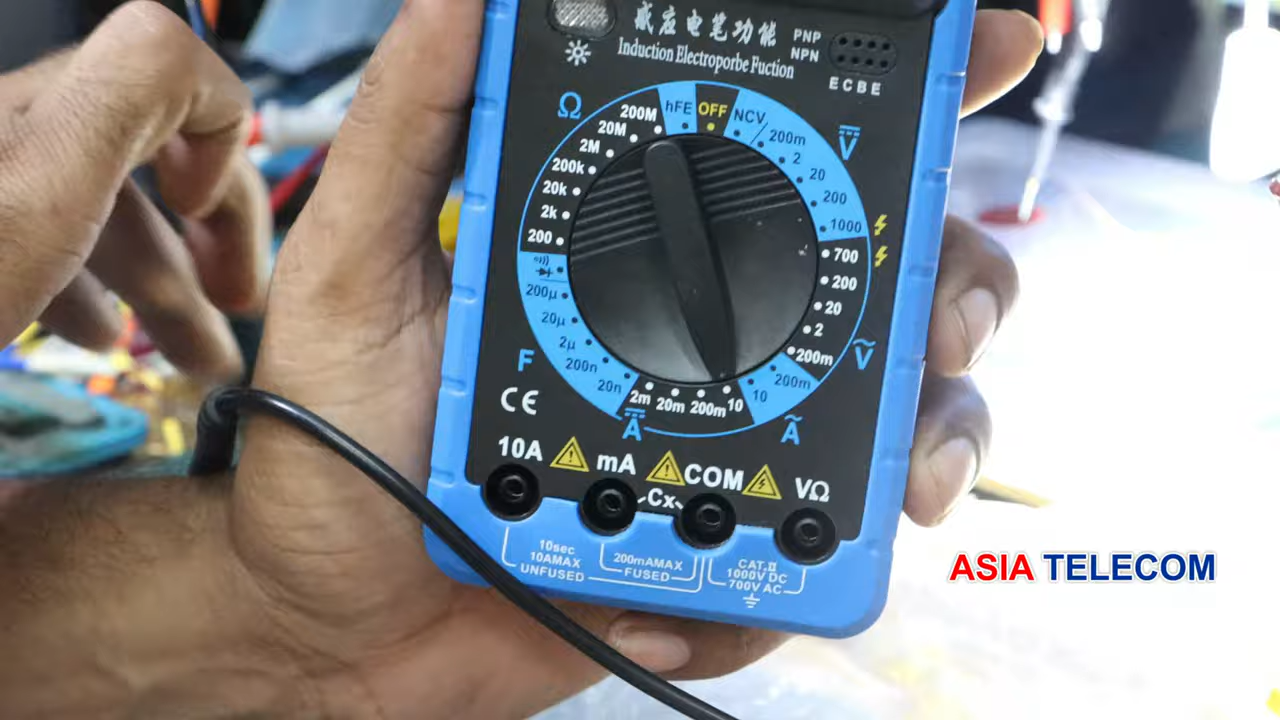 感应电笔功能
Induction Electroporbe Fuction
PNP
NPN
E C B E
Ω
hFE
OFF
NCV
200m
2
20
200
1000
V
700
200
20
2
200m
V
200m
10
A
10
200m
20m
2m
A
20n
200n
2µ
20µ
200µ
F
200
2k
20k
200k
2M
20M
200M
CE
10A
mA
COM
VΩ
Cx
10sec
10AMAX
UNFUSED
200mAMAX
FUSED
CAT.II
1000V DC
700V AC
ASIA TELECOM